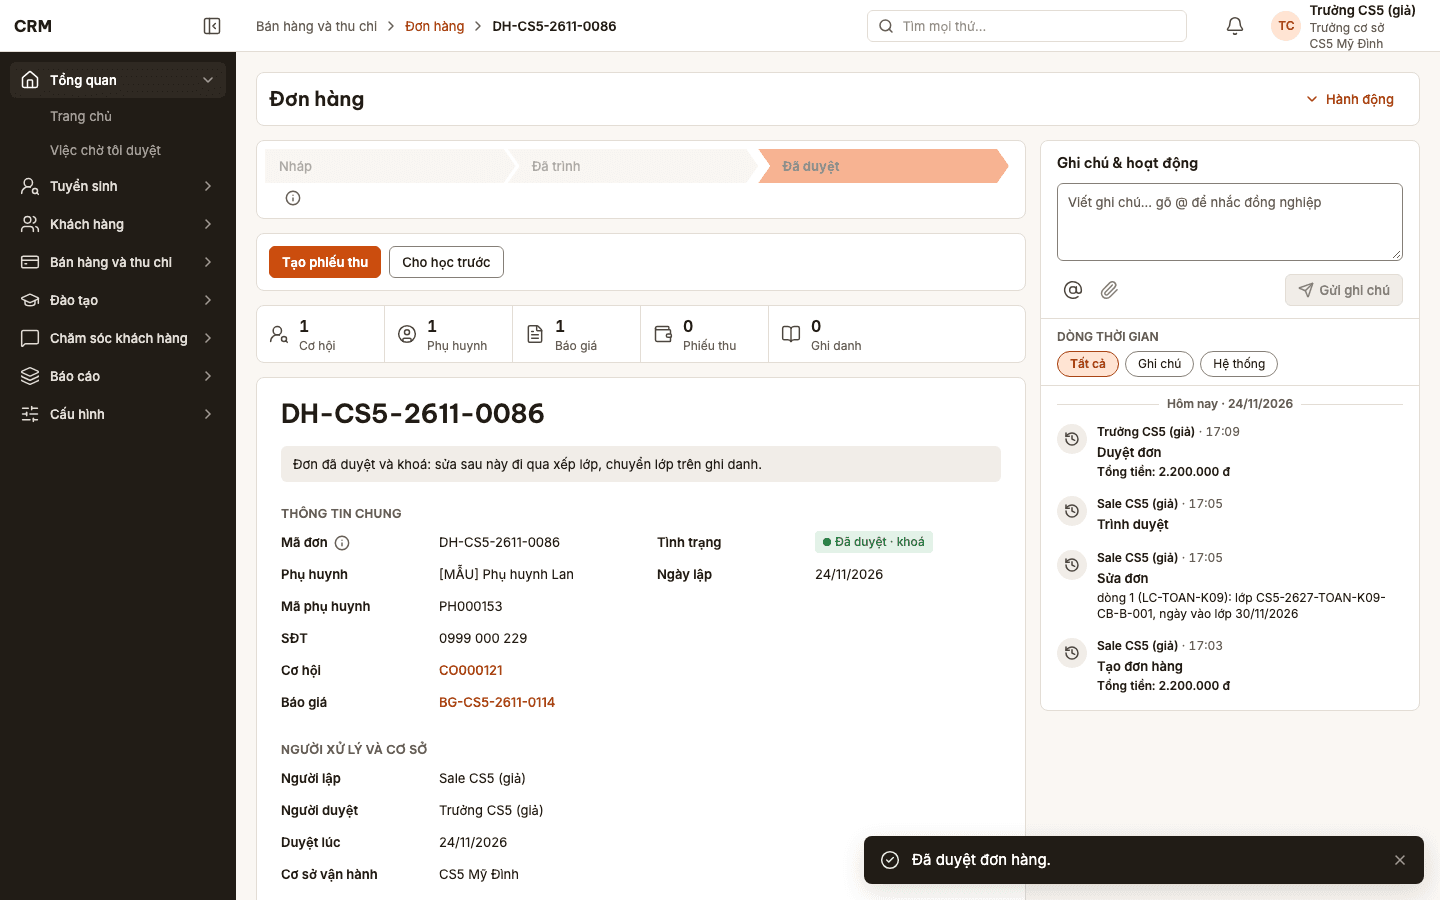 CRM
Bán hàng và thu chi
Đơn hàng
DH-CS5-2611-0086
Tìm mọi thứ...
TC
Trưởng CS5 (giả)
Trưởng cơ sở
CS5 Mỹ Đình
Tổng quan
Trang chủ
Việc chờ tôi duyệt
Tuyển sinh
Khách hàng
Bán hàng và thu chi
Đào tạo
Chăm sóc khách hàng
Báo cáo
Cấu hình
Đơn hàng
Hành động
Nháp
Đã trình
Đã duyệt
Tạo phiếu thu
Cho học trước
1
Cơ hội
1
Phụ huynh
1
Báo giá
0
Phiếu thu
0
Ghi danh
DH-CS5-2611-0086
Đơn đã duyệt và khoá: sửa sau này đi qua xếp lớp, chuyển lớp trên ghi danh.
THÔNG TIN CHUNG
Mã đơn DH-CS5-2611-0086 Tình trạng Đã duyệt · khoá
Phụ huynh [MẪU] Phụ huynh Lan Ngày lập 24/11/2026
Mã phụ huynh PH000153
SĐT 0999 000 229
Cơ hội CO000121
Báo giá BG-CS5-2611-0114
NGƯỜI XỬ LÝ VÀ CƠ SỞ
Người lập Sale CS5 (giả)
Người duyệt Trưởng CS5 (giả)
Duyệt lúc 24/11/2026
Cơ sở vận hành CS5 Mỹ Đình
Ghi chú & hoạt động
Viết ghi chú... gõ @ để nhắc đồng nghiệp
Gửi ghi chú
DÒNG THỜI GIAN
Tất cả
Ghi chú
Hệ thống
Hôm nay · 24/11/2026
Trưởng CS5 (giả) · 17:09
Duyệt đơn
Tổng tiền: 2.200.000 đ
Sale CS5 (giả) · 17:05
Trình duyệt
Sale CS5 (giả) · 17:05
Sửa đơn
dòng 1 (LC-TOAN-K09): lớp CS5-2627-TOAN-K09-
CB-B-001, ngày vào lớp 30/11/2026
Sale CS5 (giả) · 17:03
Tạo đơn hàng
Tổng tiền: 2.200.000 đ
Đã duyệt đơn hàng.